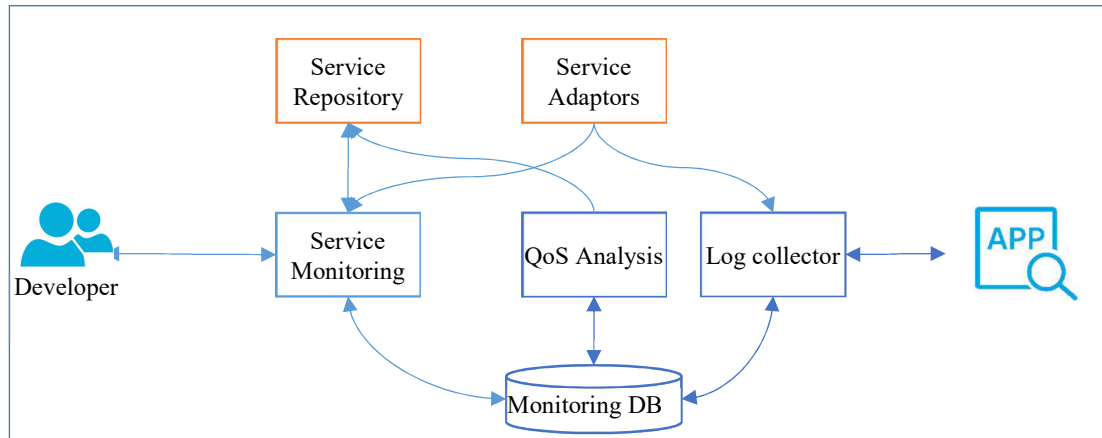 Service
Repository
Service
Adaptors
Service
Monitoring
QoS Analysis
Log collector
APP
Developer
Monitoring DB